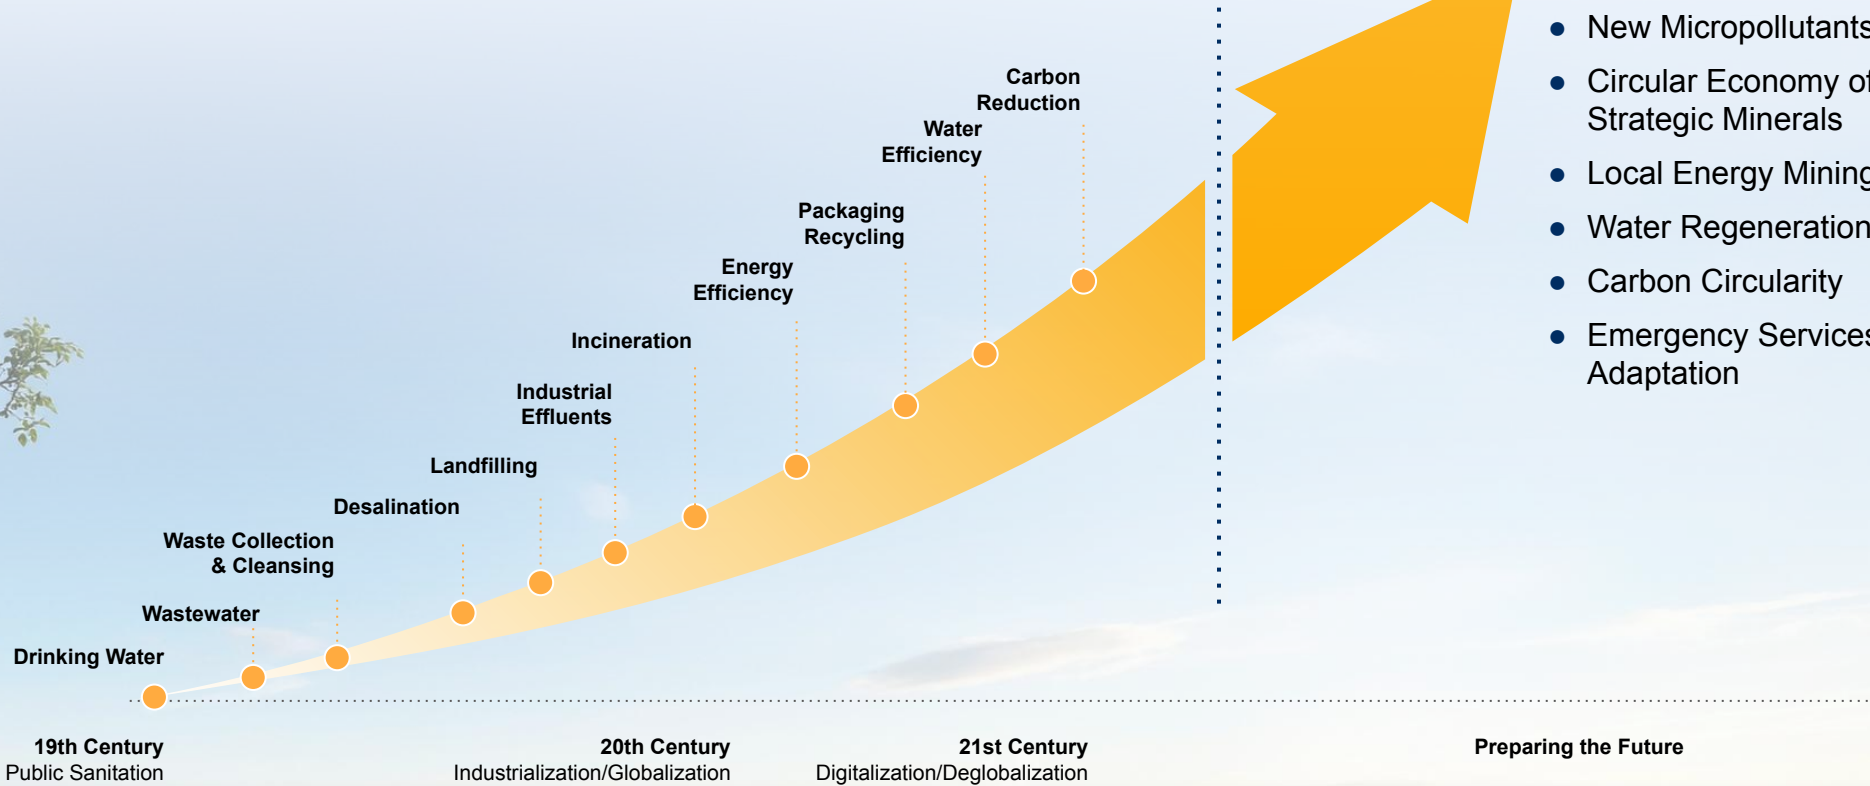 Carbon
Reduction
Water
Efficiency
Packaging
Recycling
Energy
Efficiency
Incineration
Industrial
Effluents
Landfilling
Desalination
Waste Collection
& Cleansing
Wastewater
Drinking Water
19th Century
Public Sanitation
20th Century
Industrialization/Globalization
21st Century
Digitalization/Deglobalization
Preparing the Future
● New Micropollutants
● Circular Economy of
Strategic Minerals
● Local Energy Mining
● Water Regeneration
● Carbon Circularity
● Emergency Services
Adaptation